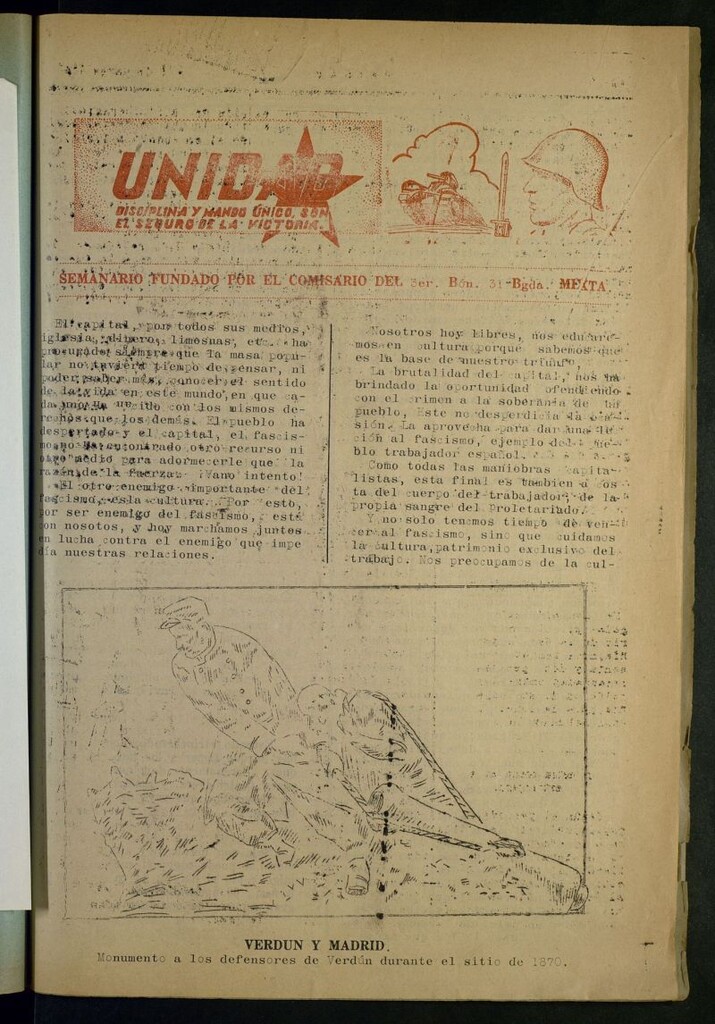 UNIDAD
DISCIPLINA Y MANDO ÚNICO, SON
EL SEGURO DE LA VICTORIA.
SEMANARIO FUNDADO POR EL COMISARIO DEL 3er. Bón. 31 Bgda. MIXTA
El capital, por todos sus medios,
iglesia, dinero, limosnas, etc. ha
procurado siempre que la masa popu-
lar no tuviera tiempo de pensar, ni
poder saber más, conocer el sentido
de la vida en este mundo, en que ca-
da uno ha nacido con los mismos de-
rechos que los demás. El pueblo ha
despertado y el capital, el fascis-
mo no ha encontrado otro recurso ni
otro medio para adormecerle que la
razón de la fuerza. ¡Vano intento!
El otro enemigo importante del
fascismo, es la cultura. Por esto,
por ser enemigo del fascismo, está
con nosotos, y hoy marchamos juntos
en lucha contra el enemigo que impe
día nuestras relaciones.
Nosotros hoy libres, nos educare-
mos en cultura porque sabemos que
es la base de nuestro triunfo.
La brutalidad del capital, nos ha
brindado la oportunidad ofendiendo
con el crimen a la soberanía de un
pueblo, Este no desperdicia la oca-
sión. La aprovecha para dar una lec-
ción al fascismo, ejemplo del pue-
blo trabajador español.
Como todas las maniobras capita-
listas, esta final es tambien a cos
ta del cuerpo del trabajador, de la
propia sangre del Proletariado.
Y no solo tenemos tiempo de ven-
cer al fascismo, sino que cuidamos
la cultura, patrimonio exclusivo del
trabajo. Nos preocupamos de la cul-
VERDUN Y MADRID.
Monumento a los defensores de Verdún durante el sitio de 1870.